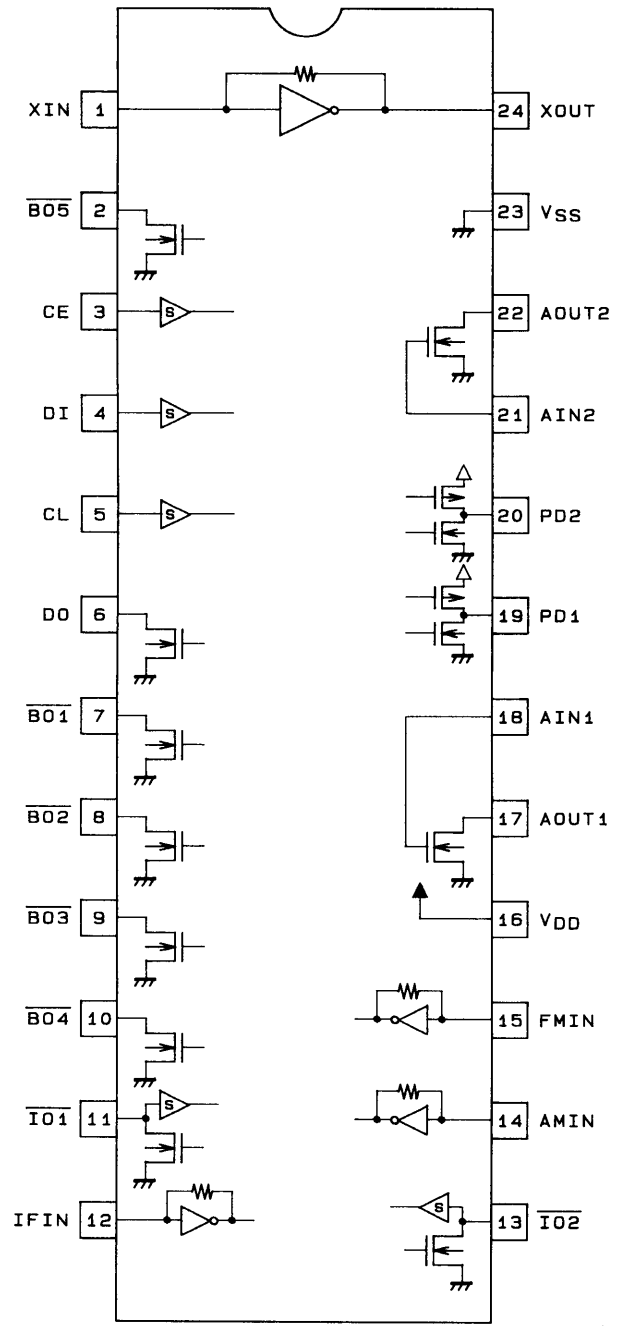 XIN 1 24 XOUT
BO5 2 23 VSS
CE 3 S 22 AOUT2
DI 4 S 21 AIN2
CL 5 S 20 PD2
DO 6 19 PD1
BO1 7 18 AIN1
BO2 8 17 AOUT1
BO3 9 16 VDD
BO4 10 15 FMIN
IO1 11 S 14 AMIN
IFIN 12 S 13 IO2